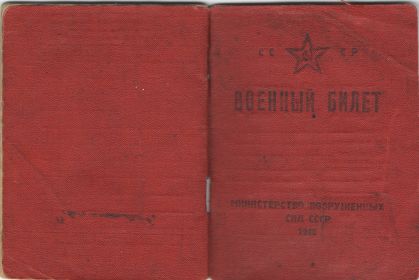 СС СР
ВОЕННЫЙ БИЛЕТ
МИНИСТЕРСТВО ВООРУЖЕННЫХ
СИЛ СССР